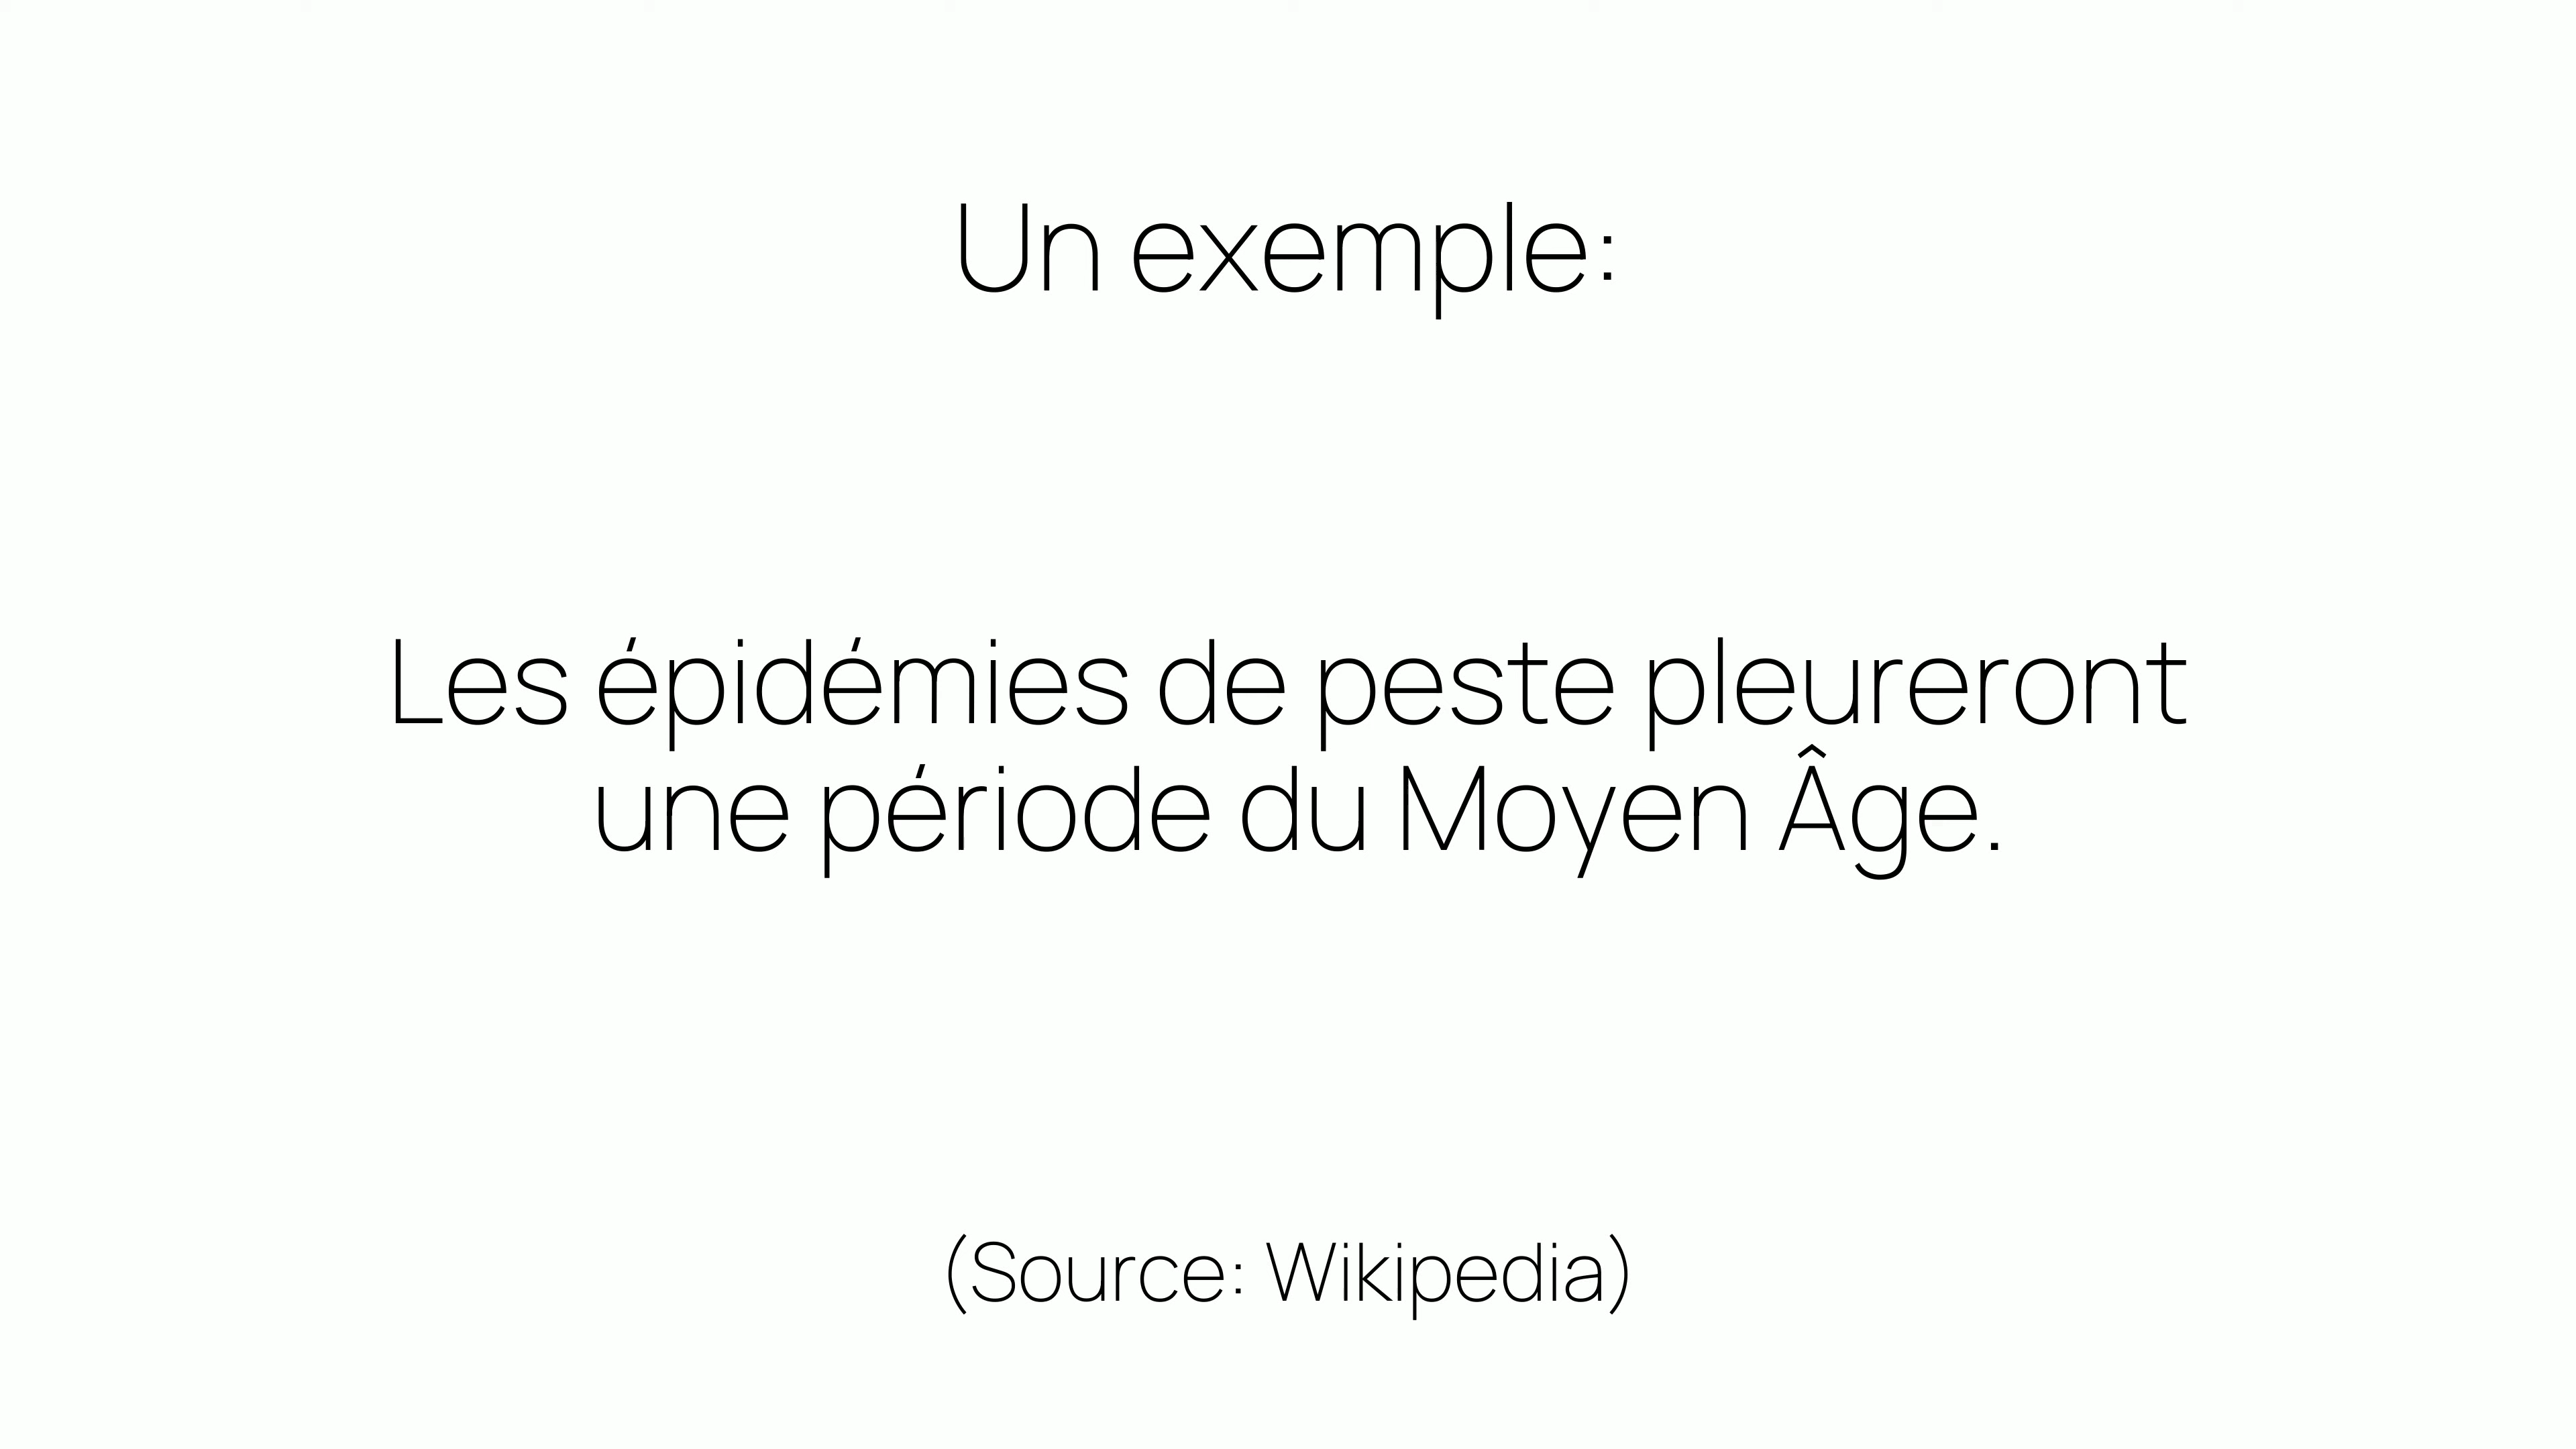 Un exemple:
Les épidémies de peste pleureront
une période du Moyen Âge.
(Source: Wikipedia)